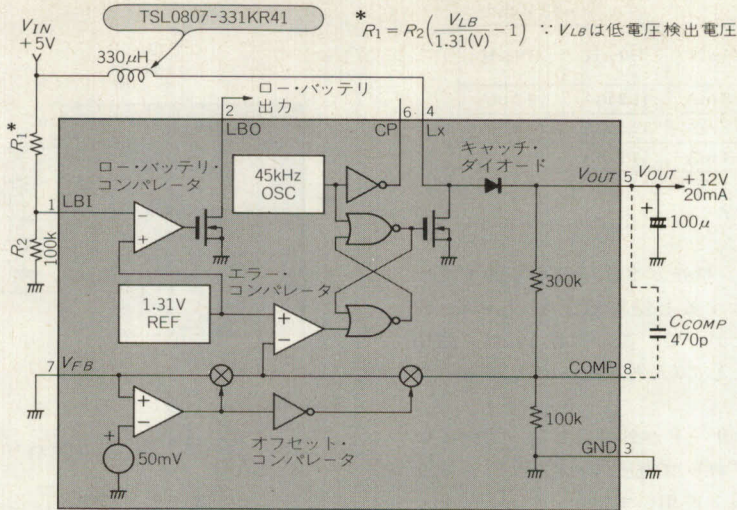 TSL0807-331KR41
* R1=R2(VLB/1.31(V) -1) ∵ VLBは低電圧検出電圧
VIN
+5V
330μH
ロー・バッテリ
出力
2
LBO
6
CP
4
Lx
*
R1
ロー・バッテリ・
コンパレータ
45kHz
OSC
キャッチ・
ダイオード
VOUT
5
VOUT
+12V
20mA
1
LBI
+
100μ
R2
100k
エラー・
コンパレータ
1.31V
REF
300k
CCOMP
470p
7
VFB
COMP
8
100k
オフセット・
コンパレータ
50mV
GND
3